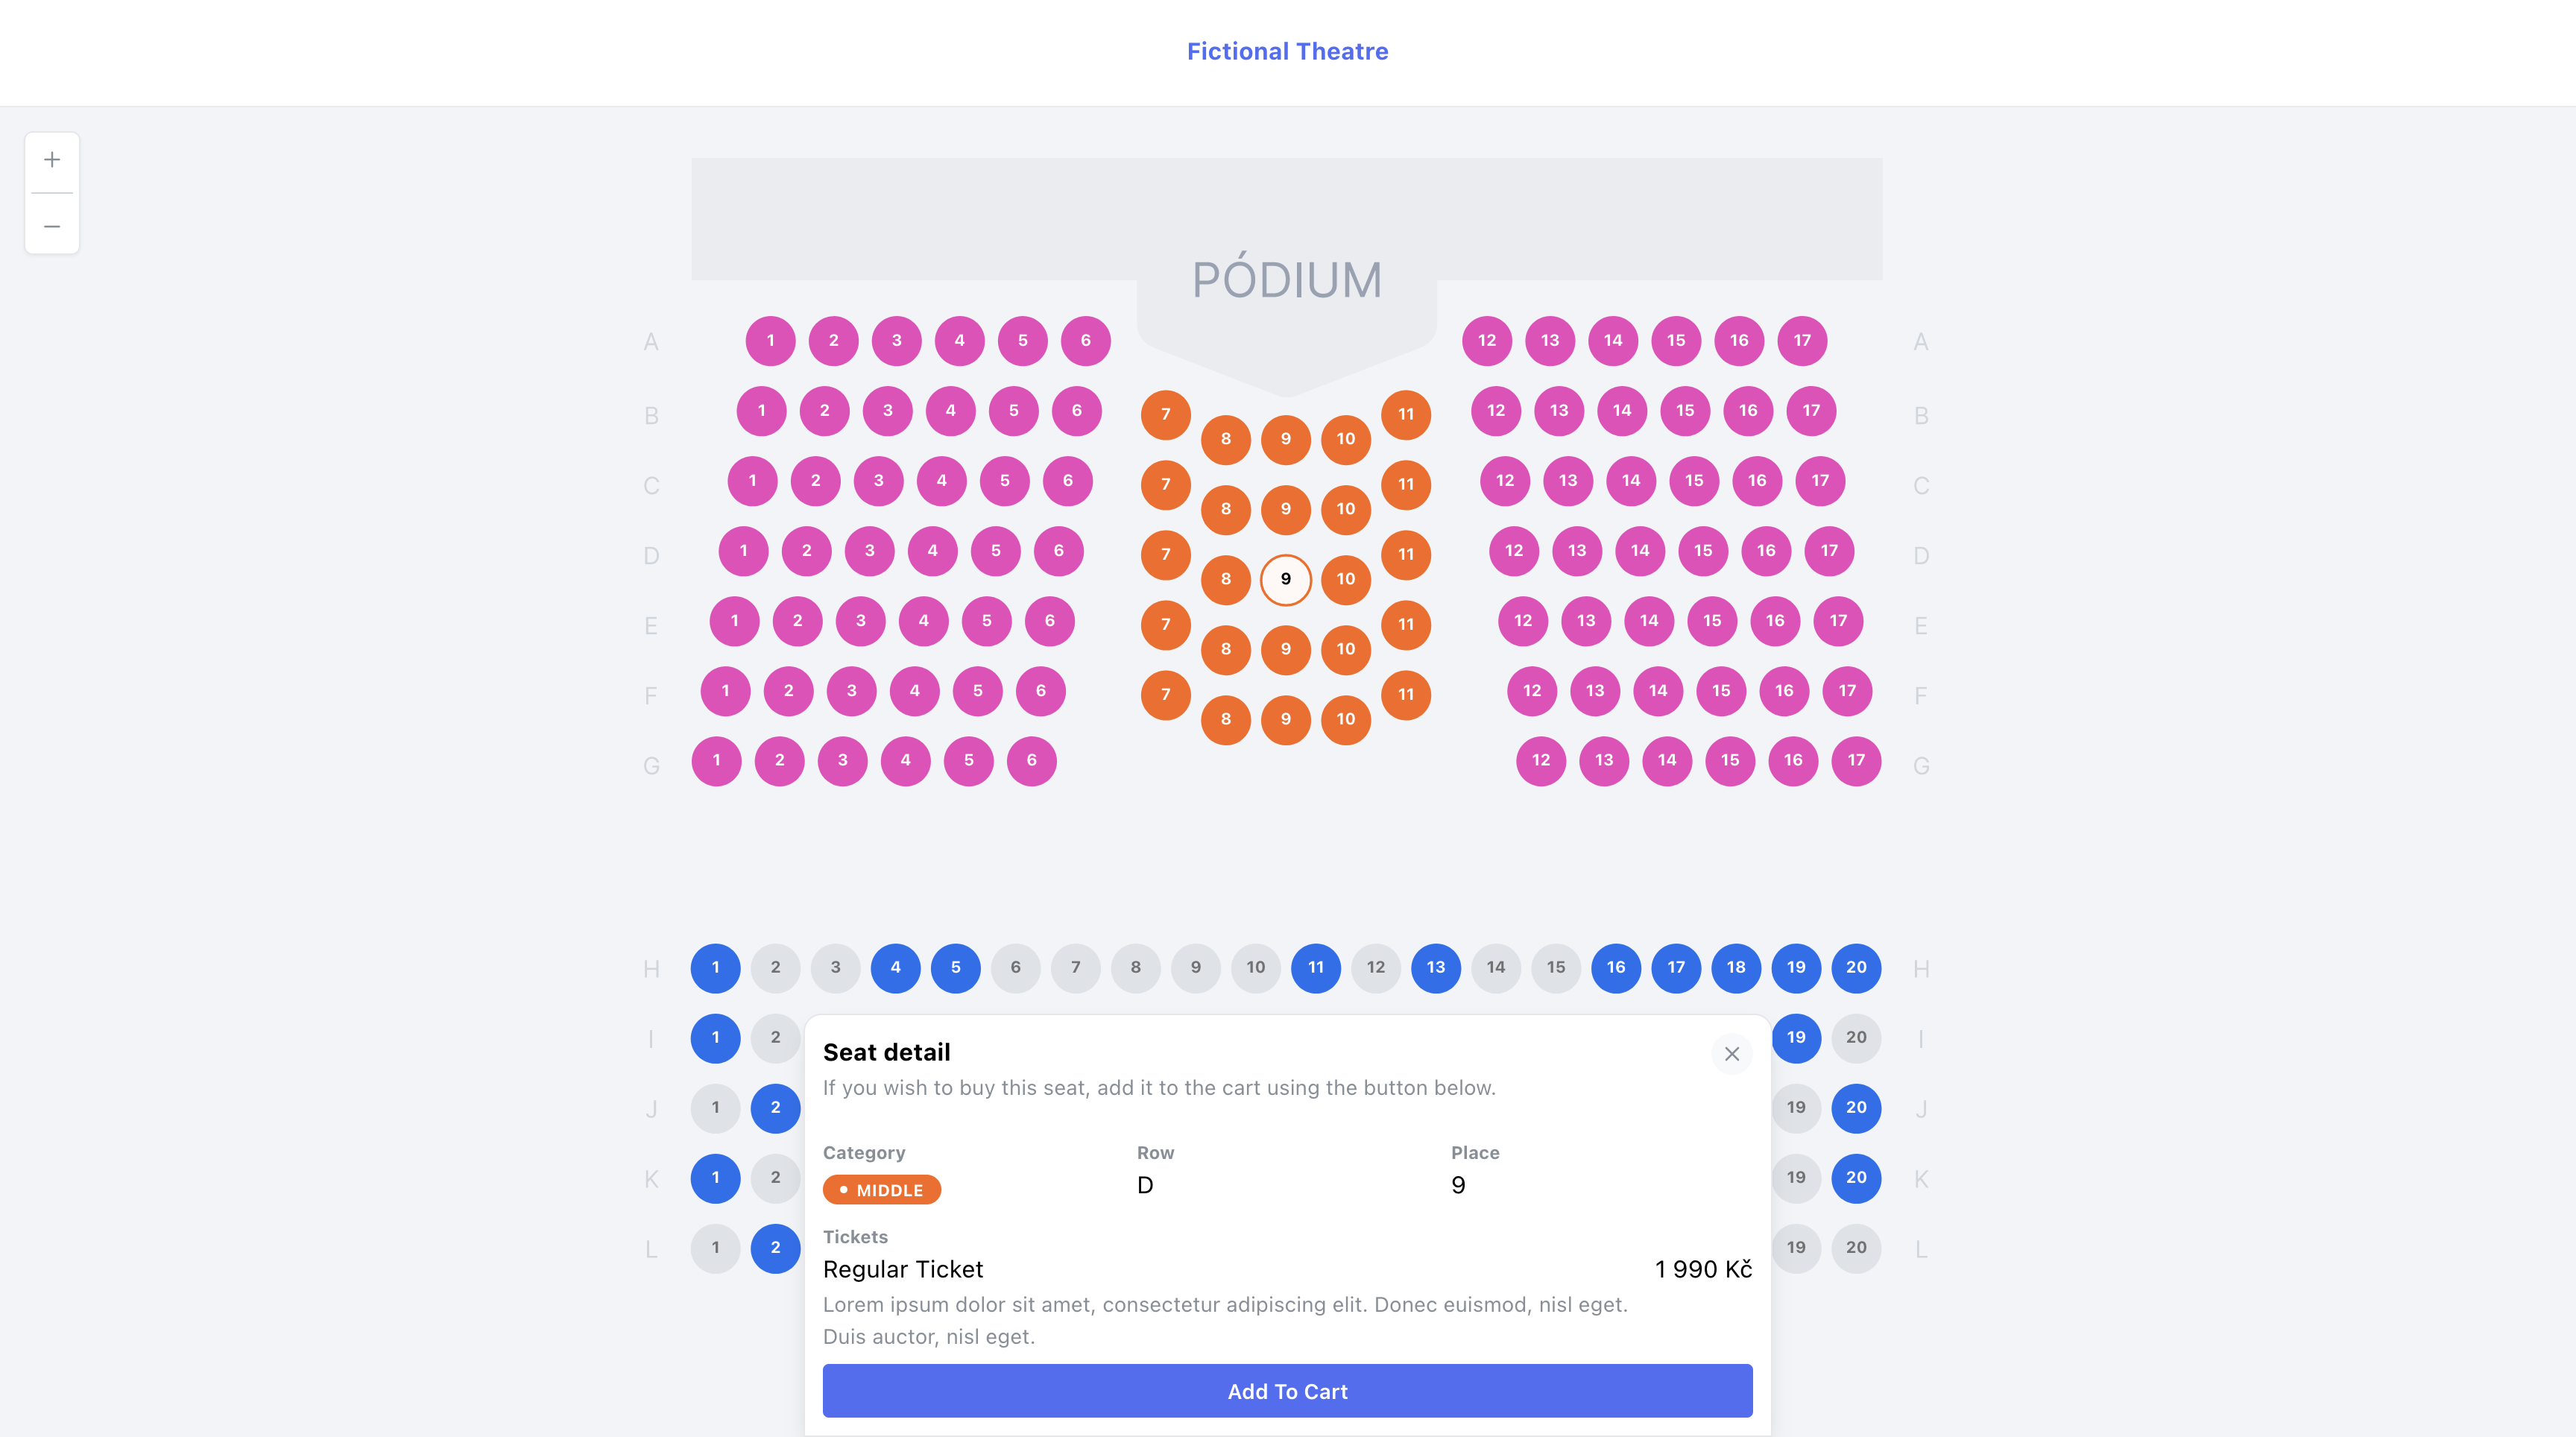 Fictional Theatre
+
−
PÓDIUM
A 1 2 3 4 5 6 12 13 14 15 16 17 A
B 1 2 3 4 5 6 7 8 9 10 11 12 13 14 15 16 17 B
C 1 2 3 4 5 6 7 8 9 10 11 12 13 14 15 16 17 C
D 1 2 3 4 5 6 7 8 9 10 11 12 13 14 15 16 17 D
E 1 2 3 4 5 6 7 8 9 10 11 12 13 14 15 16 17 E
F 1 2 3 4 5 6 7 8 9 10 11 12 13 14 15 16 17 F
G 1 2 3 4 5 6 12 13 14 15 16 17 G
H 1 2 3 4 5 6 7 8 9 10 11 12 13 14 15 16 17 18 19 20 H
I 1 2 19 20 I
J 1 2 19 20 J
K 1 2 19 20 K
L 1 2 19 20 L
Seat detail
If you wish to buy this seat, add it to the cart using the button below.
Category Row Place
MIDDLE D 9
Tickets
Regular Ticket 1 990 Kč
Lorem ipsum dolor sit amet, consectetur adipiscing elit. Donec euismod, nisl eget.
Duis auctor, nisl eget.
Add To Cart